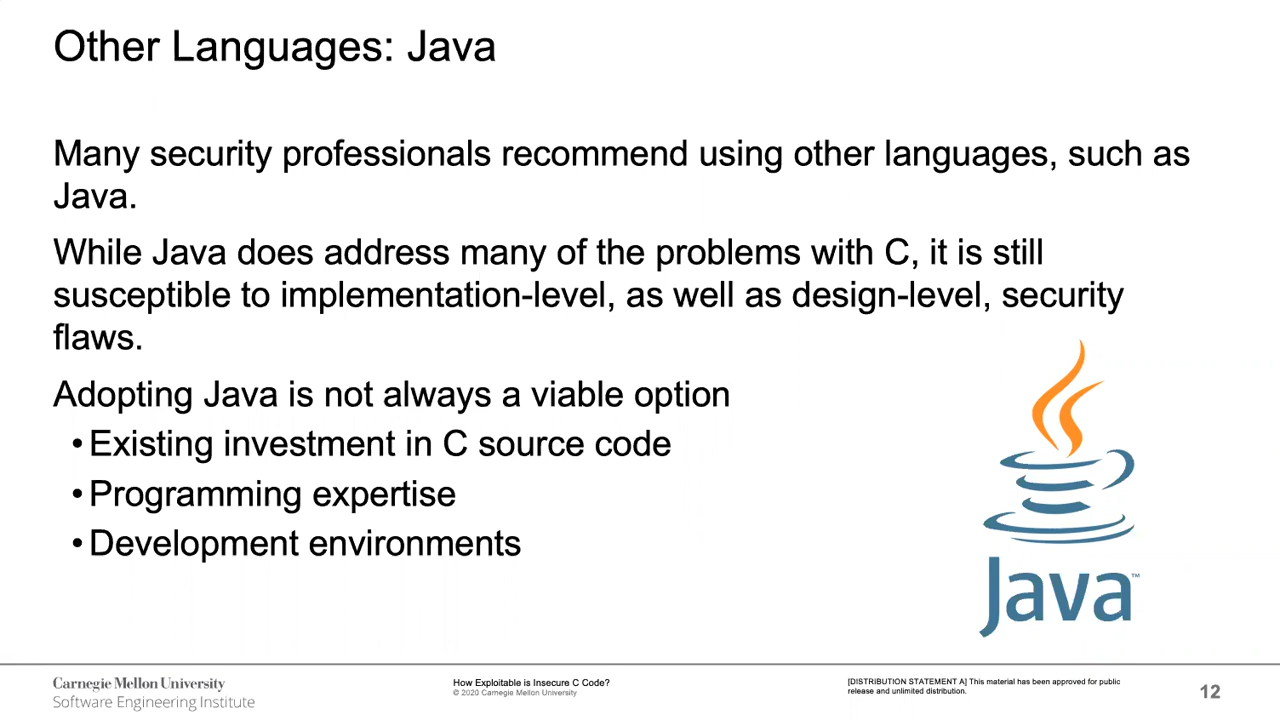 Other Languages: Java
Many security professionals recommend using other languages, such as
Java.
While Java does address many of the problems with C, it is still
susceptible to implementation-level, as well as design-level, security
flaws.
Adopting Java is not always a viable option
•Existing investment in C source code
•Programming expertise
•Development environments
Java™
Carnegie Mellon University
Software Engineering Institute
How Exploitable is Insecure C Code?
© 2020 Carnegie Mellon University
[DISTRIBUTION STATEMENT A] This material has been approved for public
release and unlimited distribution.
12